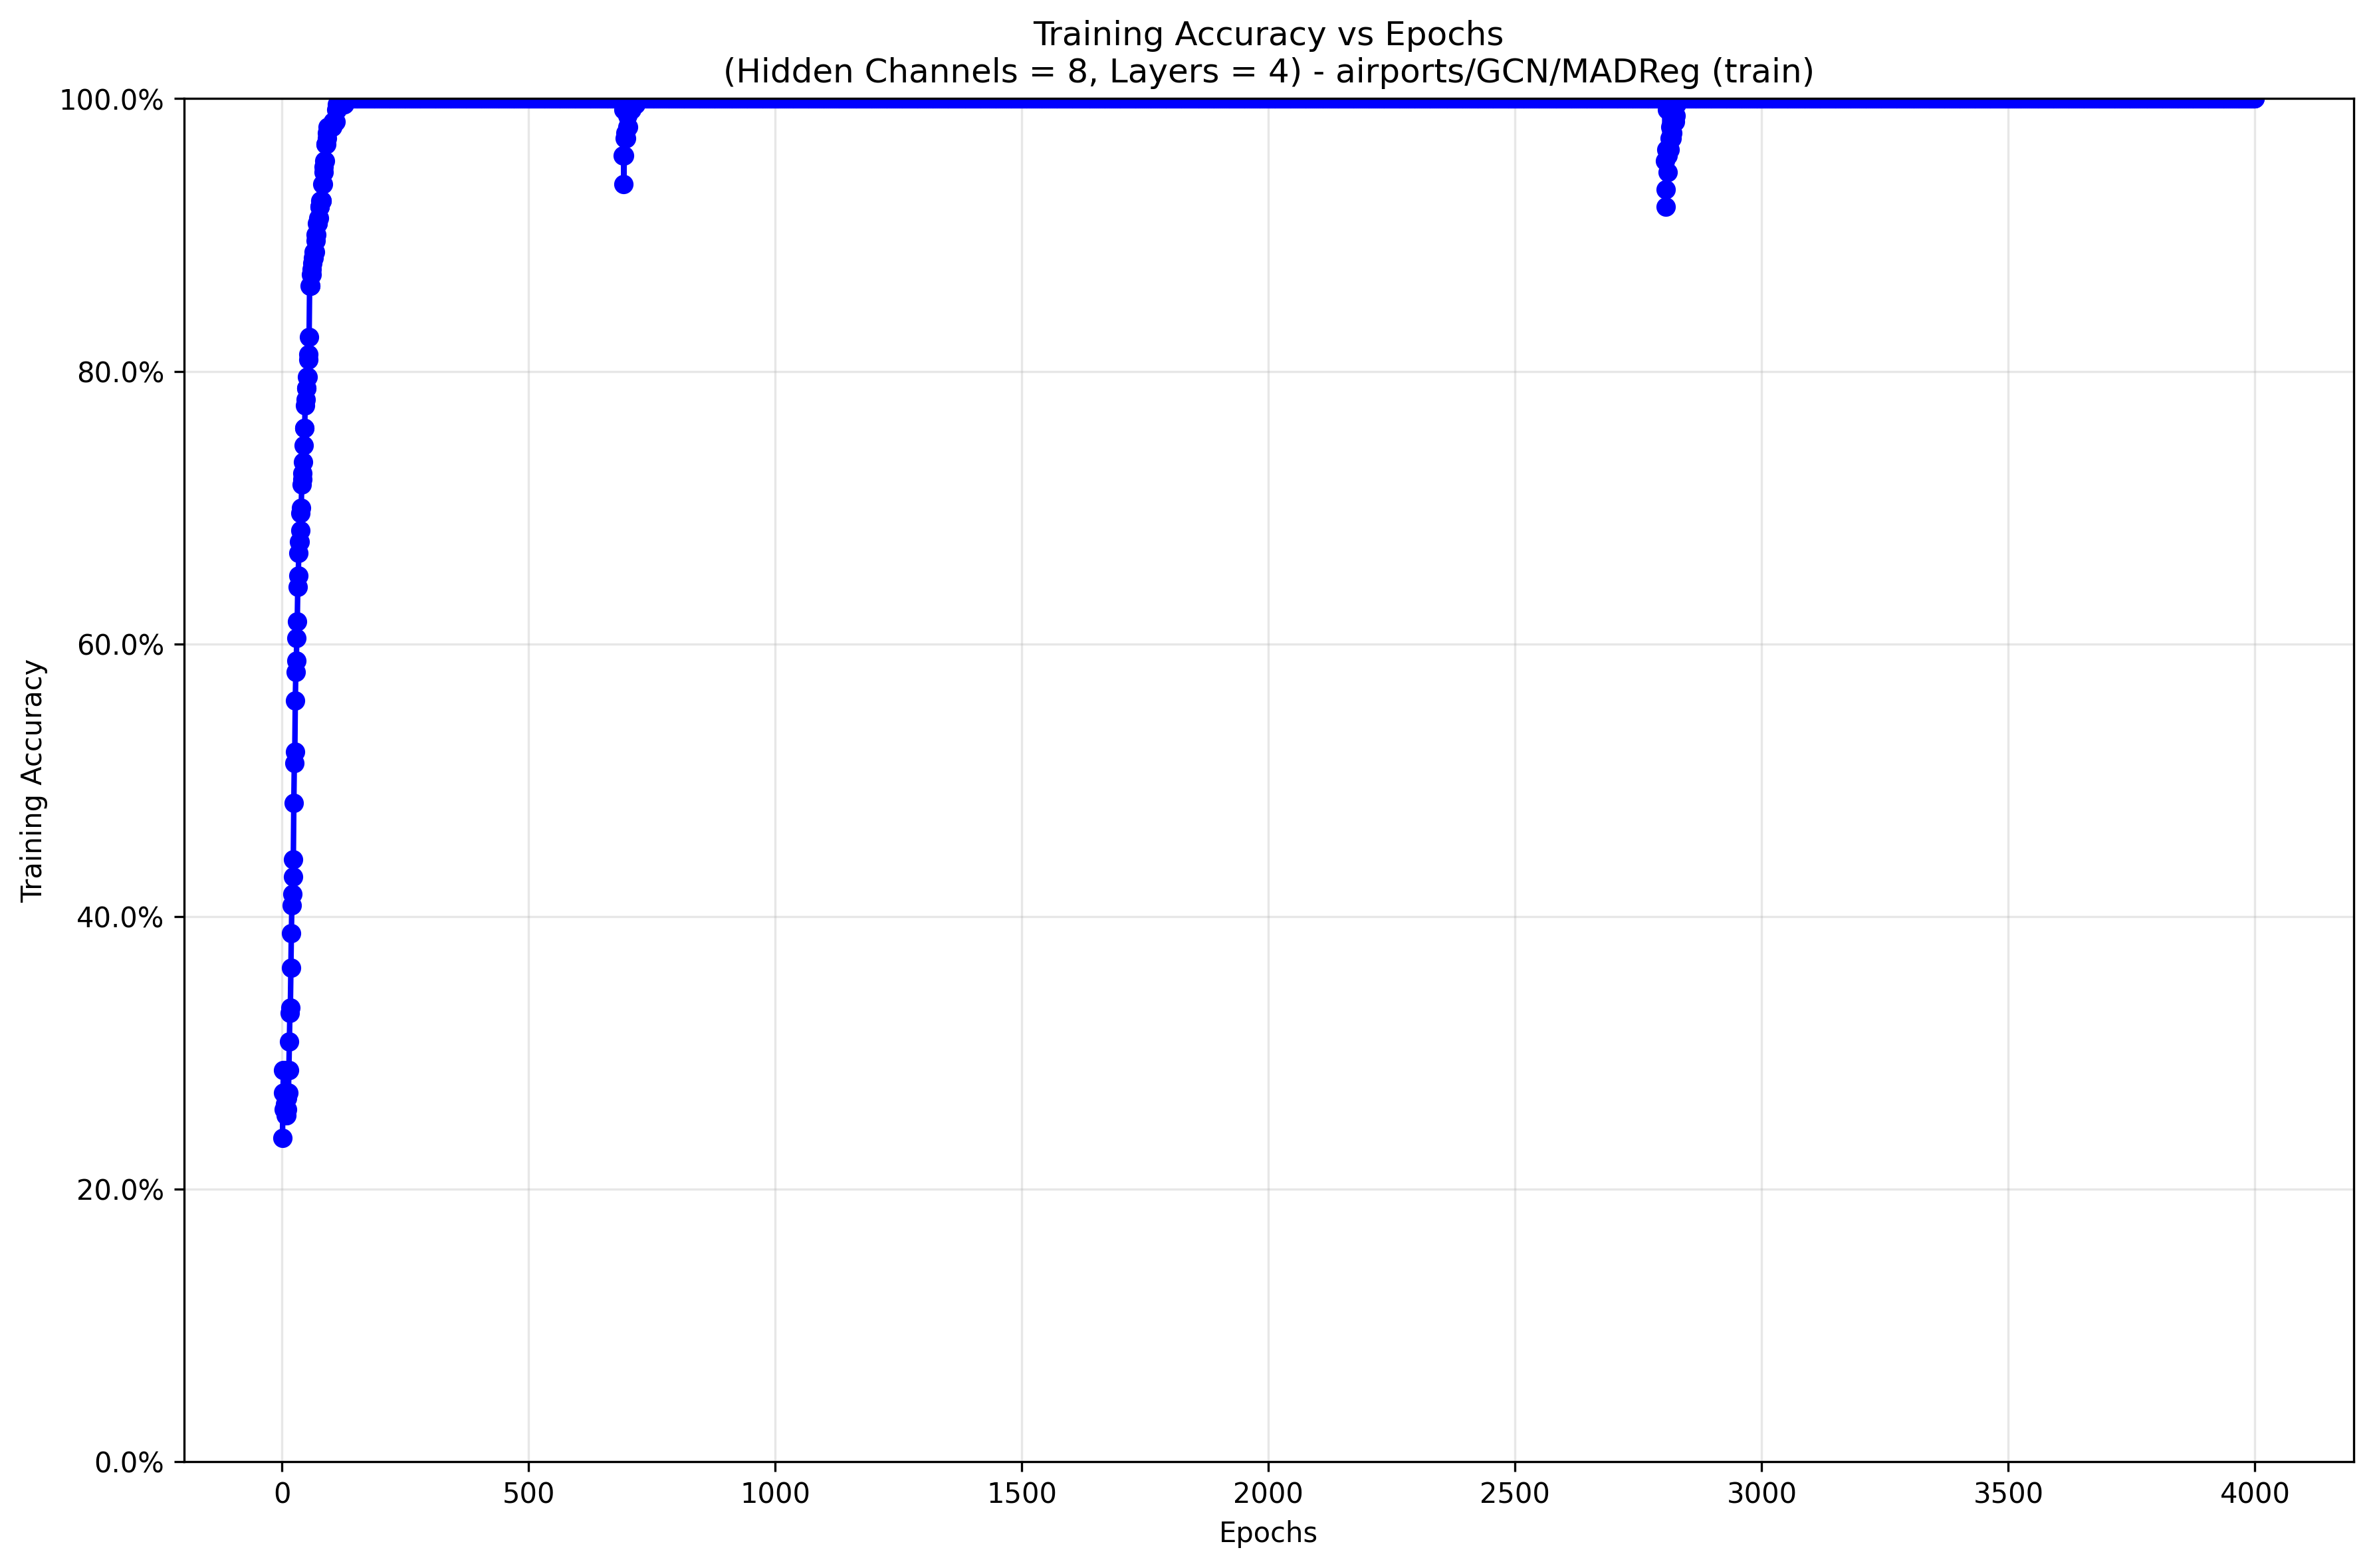 Training Accuracy vs Epochs
(Hidden Channels = 8, Layers = 4) - airports/GCN/MADReg (train)
100.0%
80.0%
60.0%
40.0%
20.0%
0.0%
Training Accuracy
0 500 1000 1500 2000 2500 3000 3500 4000
Epochs